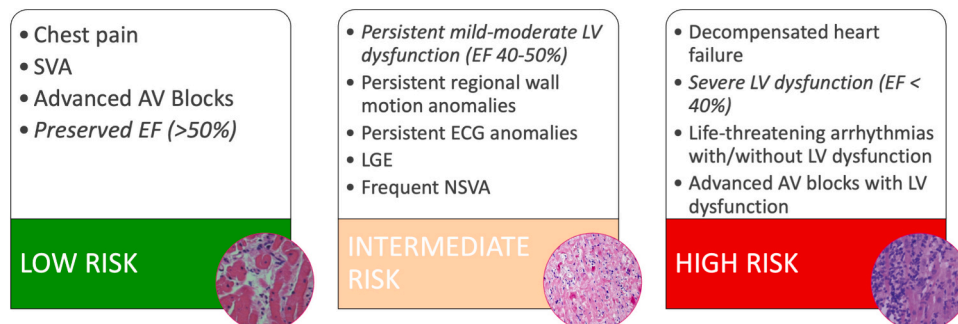 • Chest pain
• SVA
• Advanced AV Blocks
• Preserved EF (>50%)
LOW RISK
• Persistent mild-moderate LV
dysfunction (EF 40-50%)
• Persistent regional wall
motion anomalies
• Persistent ECG anomalies
• LGE
• Frequent NSVA
INTERMEDIATE
RISK
• Decompensated heart
failure
• Severe LV dysfunction (EF <
40%)
• Life-threatening arrhythmias
with/without LV dysfunction
• Advanced AV blocks with LV
dysfunction
HIGH RISK